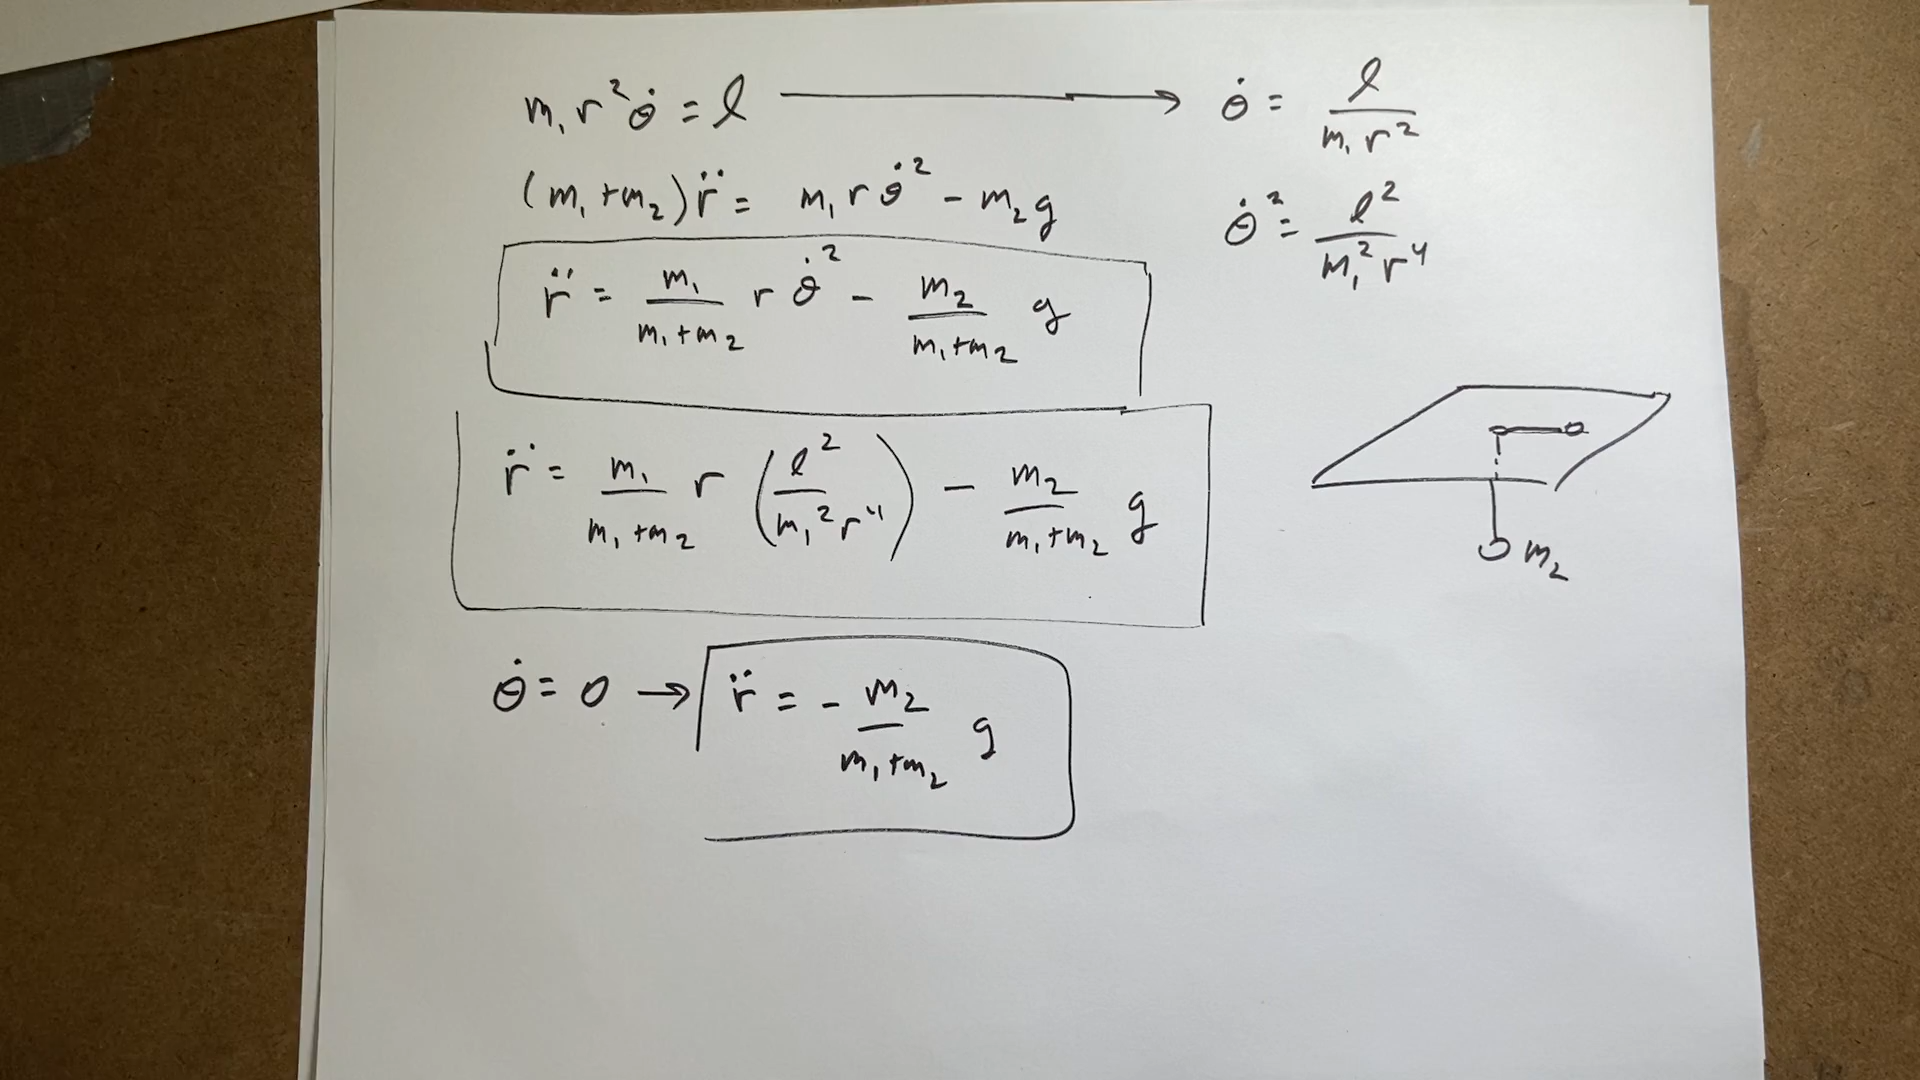 m₁r²θ̇ = ℓ ⟶ θ̇ = ℓ / (m₁r²)
(m₁+m₂)r̈ = m₁rθ̇² − m₂g
θ̇² = ℓ² / (m₁²r⁴)
r̈ = m₁/(m₁+m₂) r θ̇² − m₂/(m₁+m₂) g
r̈ = m₁/(m₁+m₂) r (ℓ²/(m₁²r⁴)) − m₂/(m₁+m₂) g
m₂
θ̇ = 0 → r̈ = − m₂/(m₁+m₂) g